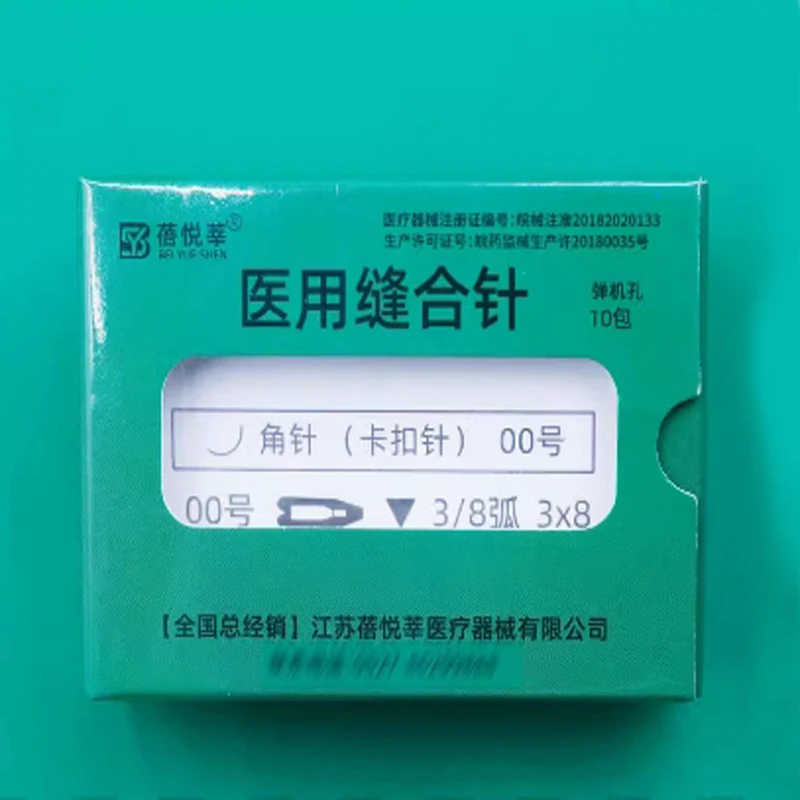 蓓悦莘®
BEI YUE SHEN
医疗器械注册证编号:皖械注准20182020133
生产许可证号:皖药监械生产许20180035号
医用缝合针
弹机孔
10包
角针（卡扣针） 00号
00号 3/8弧 3x8
【全国总经销】江苏蓓悦莘医疗器械有限公司